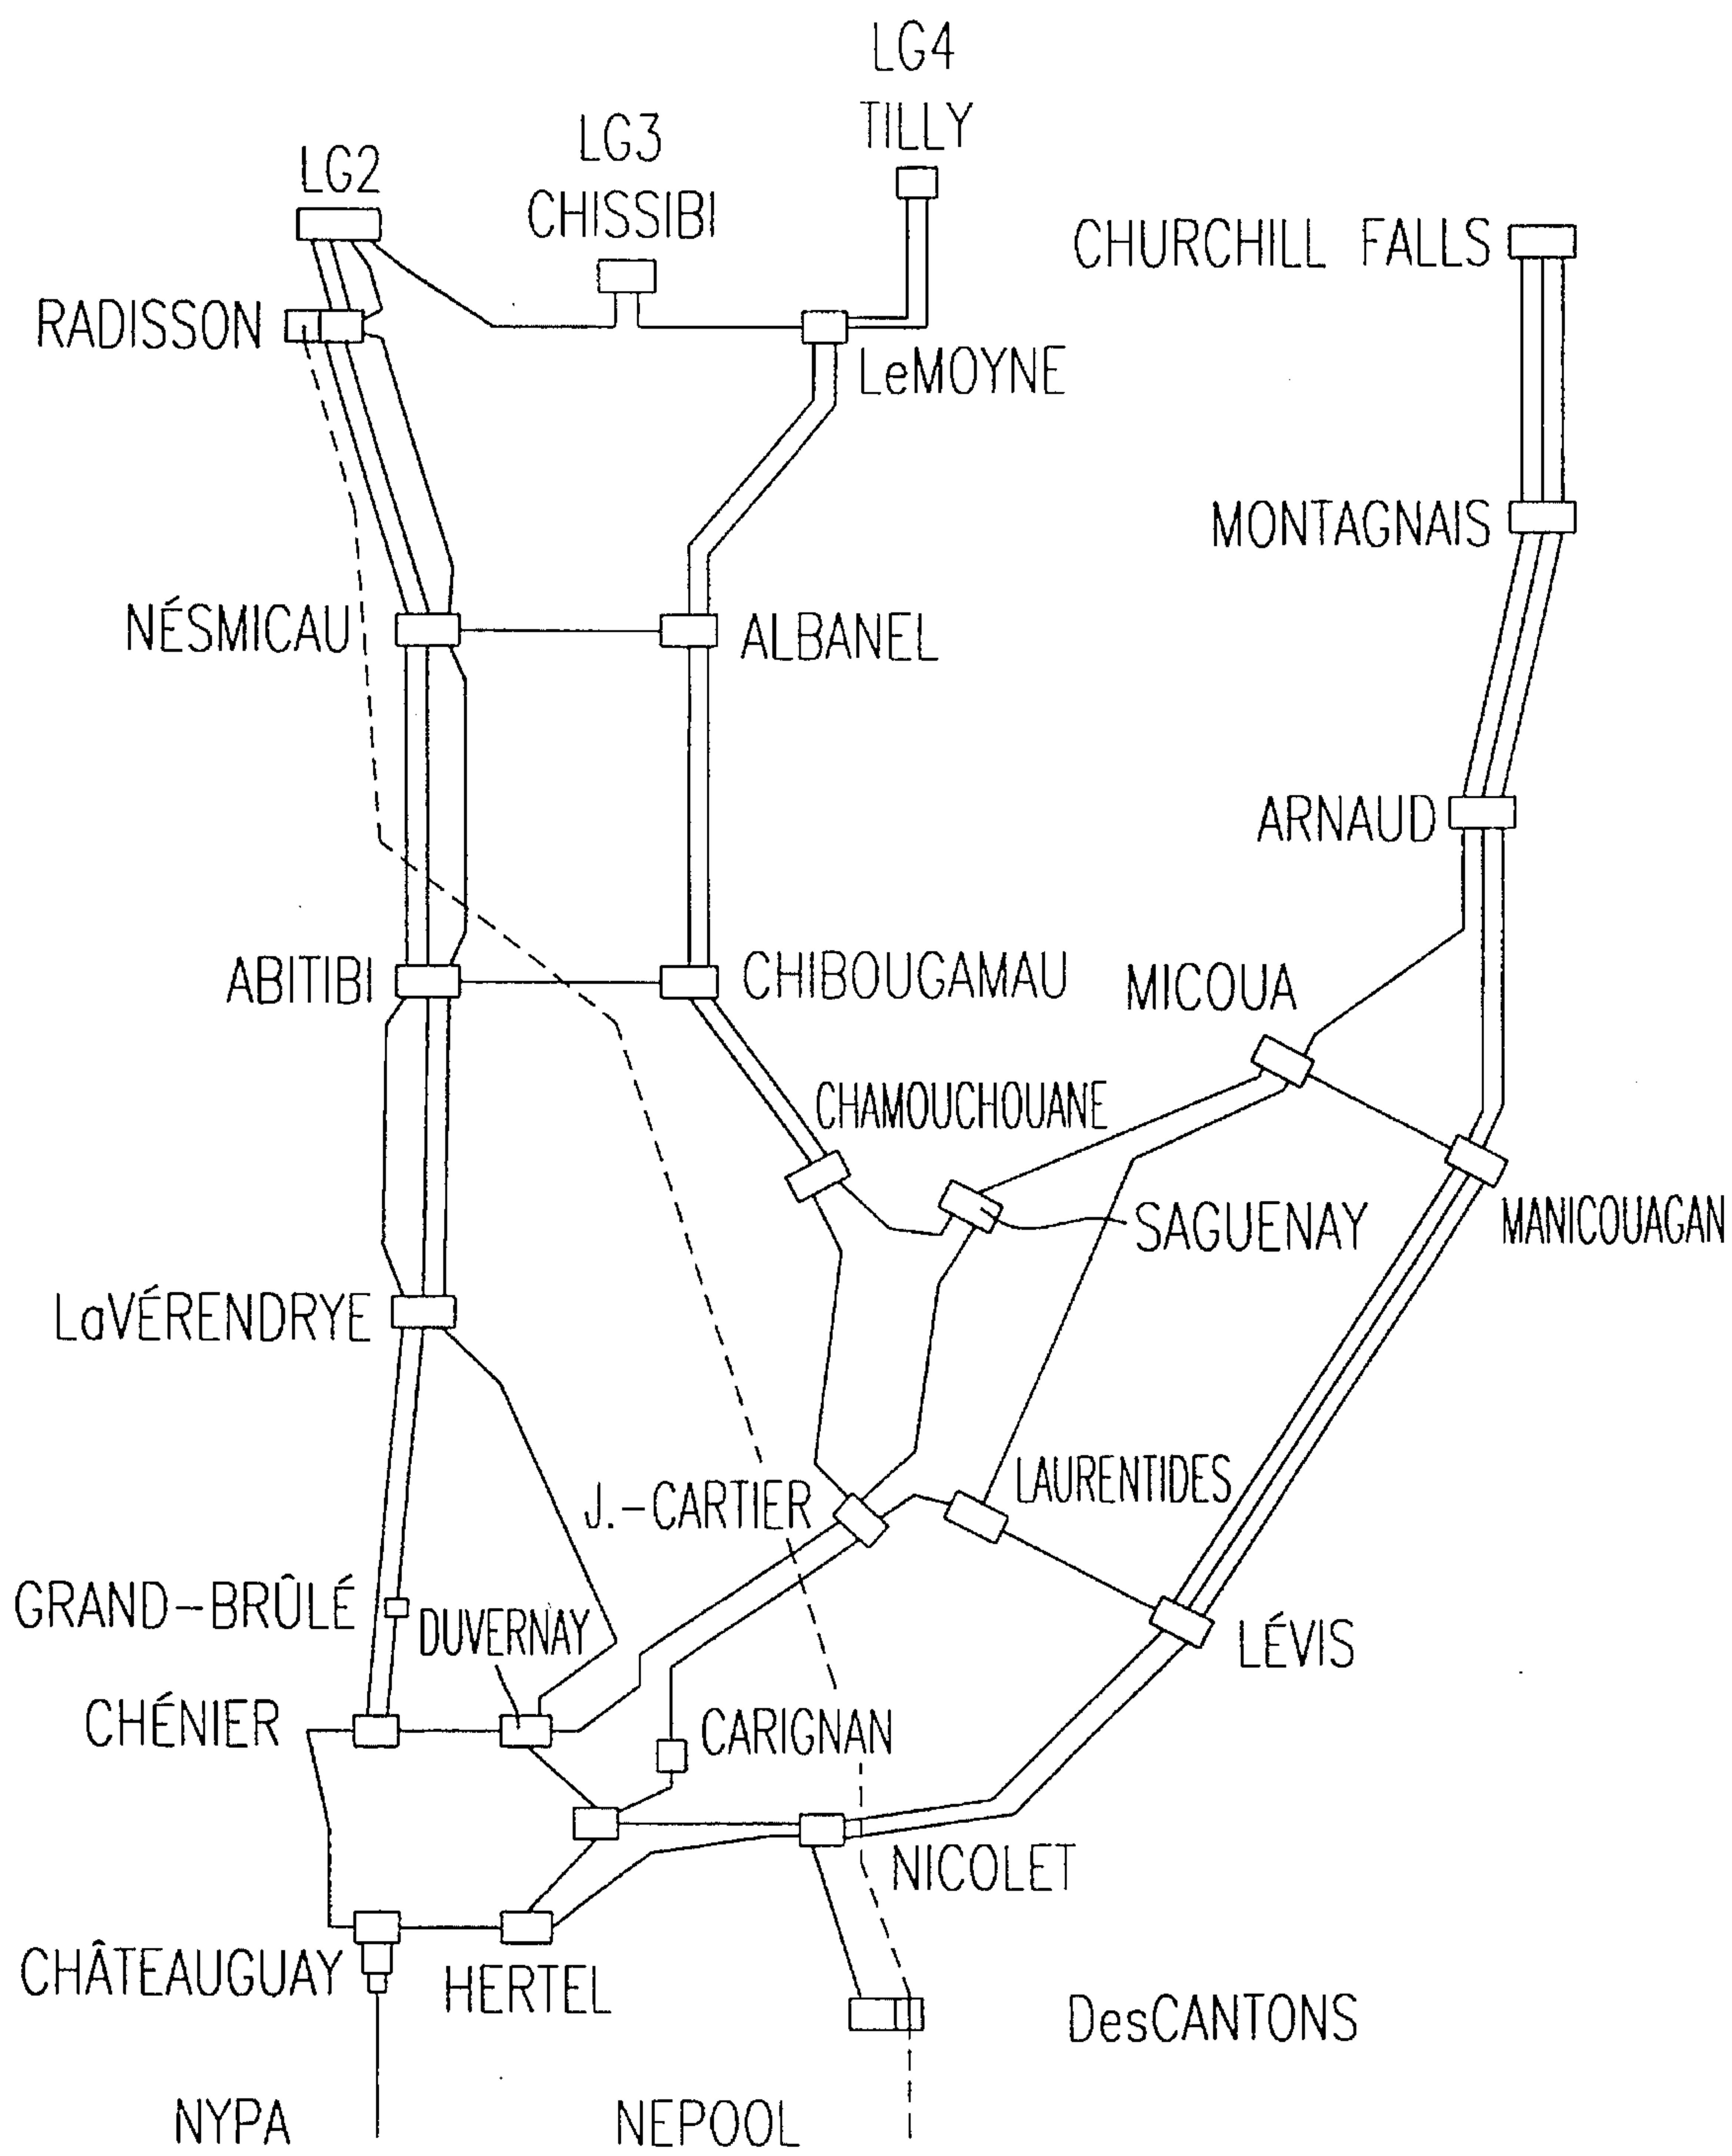 LG4
TILLY
LG3
CHISSIBI
LG2
CHURCHILL FALLS
RADISSON
LeMOYNE
MONTAGNAIS
NÉSMICAU
ALBANEL
ARNAUD
ABITIBI
CHIBOUGAMAU
MICOUA
CHAMOUCHOUANE
SAGUENAY
MANICOUAGAN
LaVÉRENDRYE
LAURENTIDES
J.-CARTIER
GRAND-BRÛLÉ
DUVERNAY
LÉVIS
CHÉNIER
CARIGNAN
NICOLET
CHÂTEAUGUAY
HERTEL
DesCANTONS
NYPA
NEPOOL